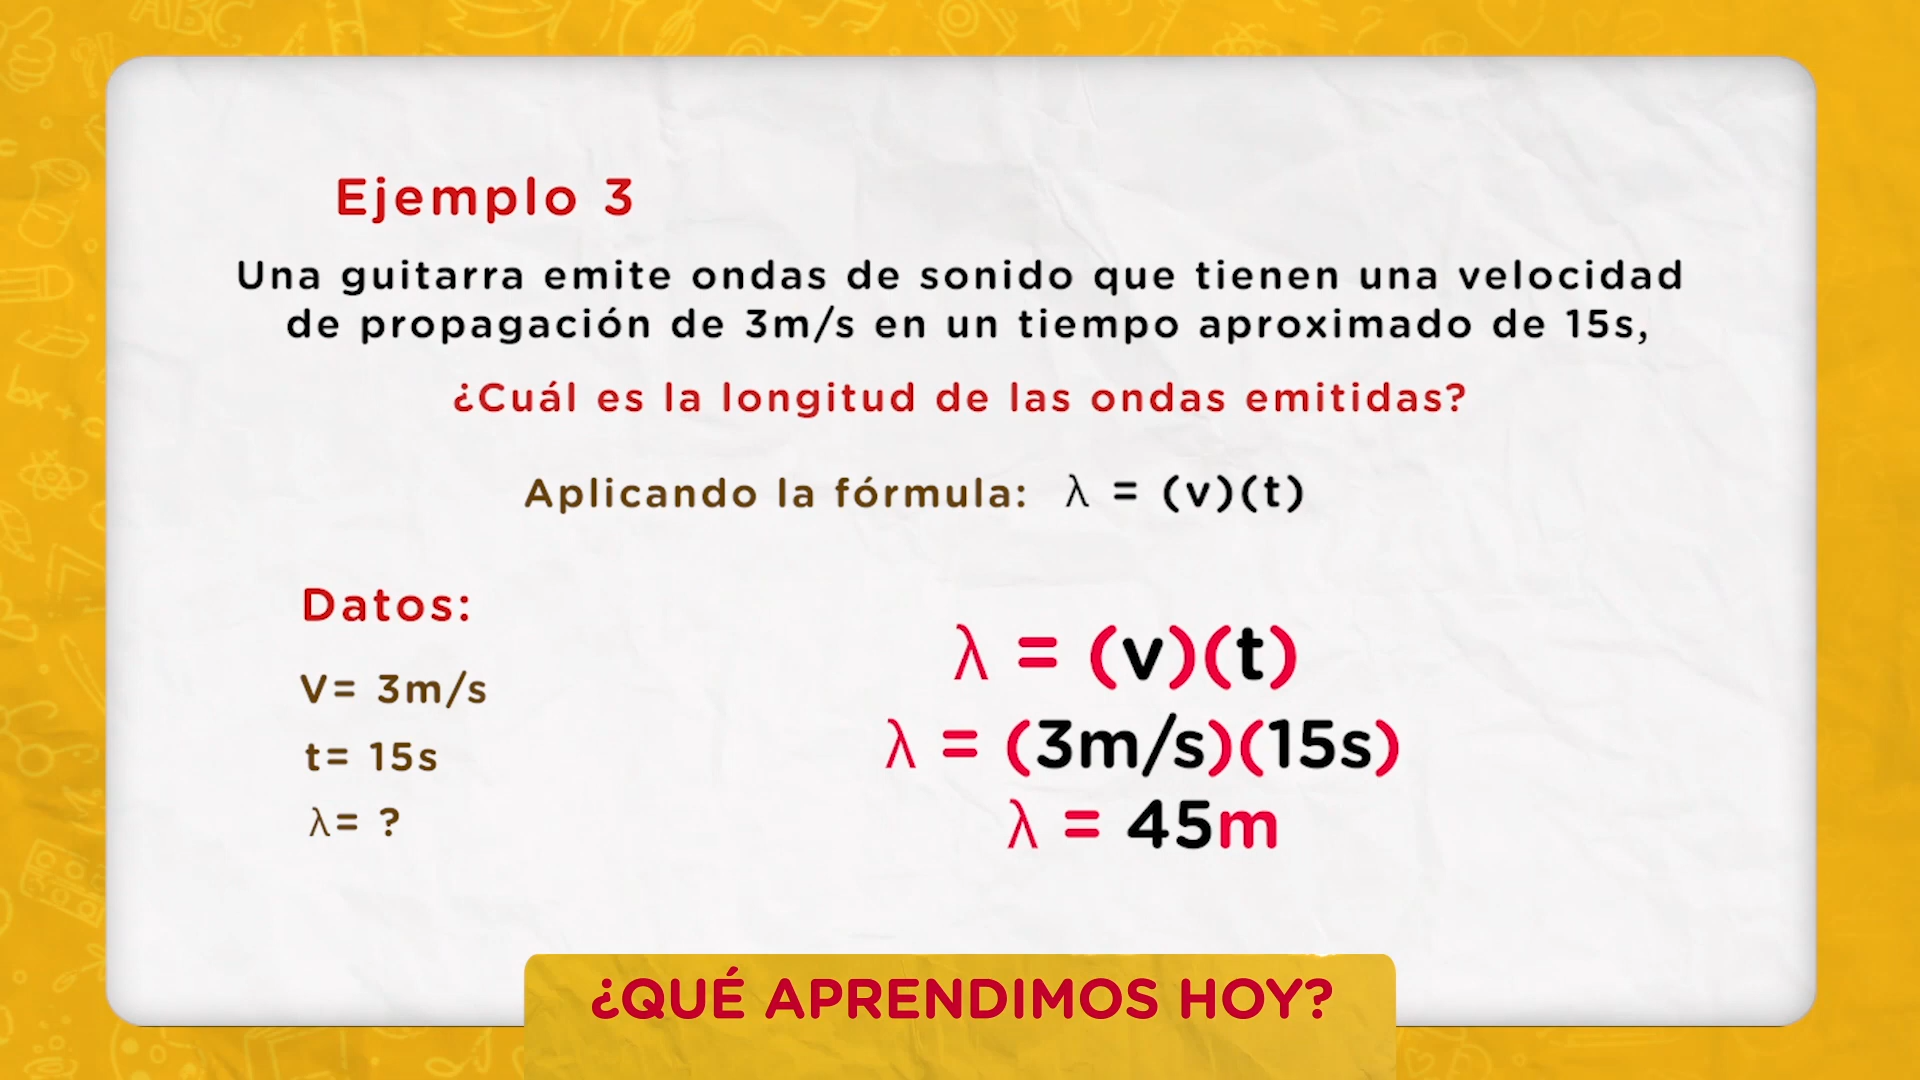 Ejemplo 3
Una guitarra emite ondas de sonido que tienen una velocidad
de propagación de 3m/s en un tiempo aproximado de 15s,
¿Cuál es la longitud de las ondas emitidas?
Aplicando la fórmula: λ = (v)(t)
Datos:
V= 3m/s
t= 15s
λ= ?
λ = (v)(t)
λ = (3m/s)(15s)
λ = 45m
¿QUÉ APRENDIMOS HOY?
ABC
bx + c